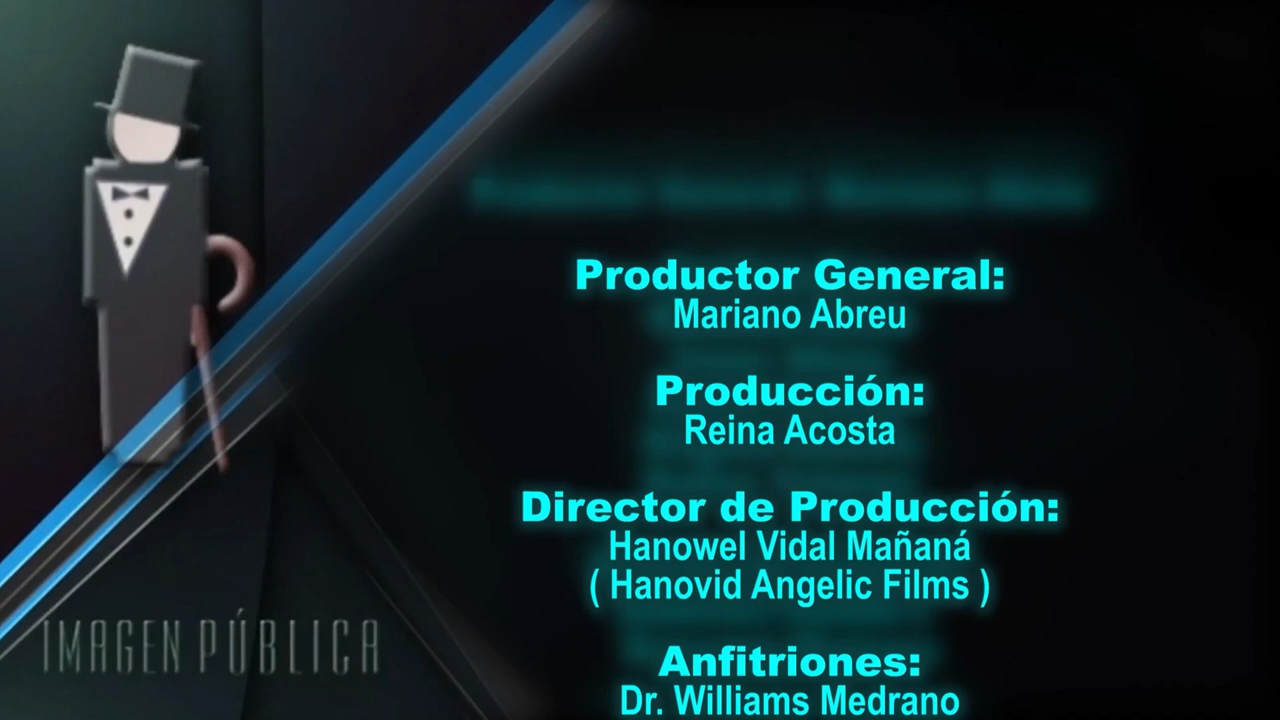 Productor General:
Mariano Abreu
Producción:
Reina Acosta
Director de Producción:
Hanowel Vidal Mañaná
( Hanovid Angelic Films )
Anfitriones:
Dr. Williams Medrano
IMAGEN PÚBLICA